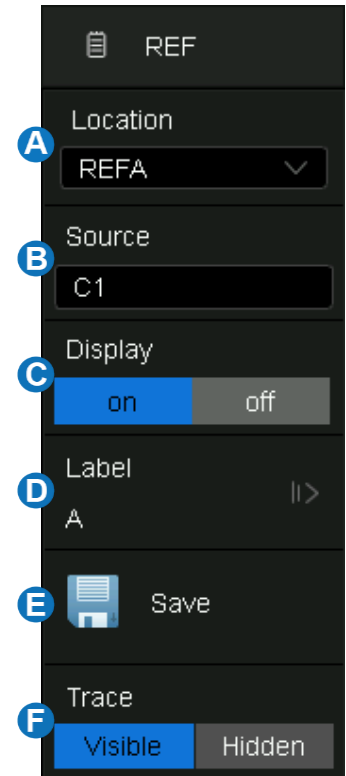 REF
A
Location
REFA
B
Source
C1
C
Display
on off
D
Label
A
E
Save
F
Trace
Visible Hidden